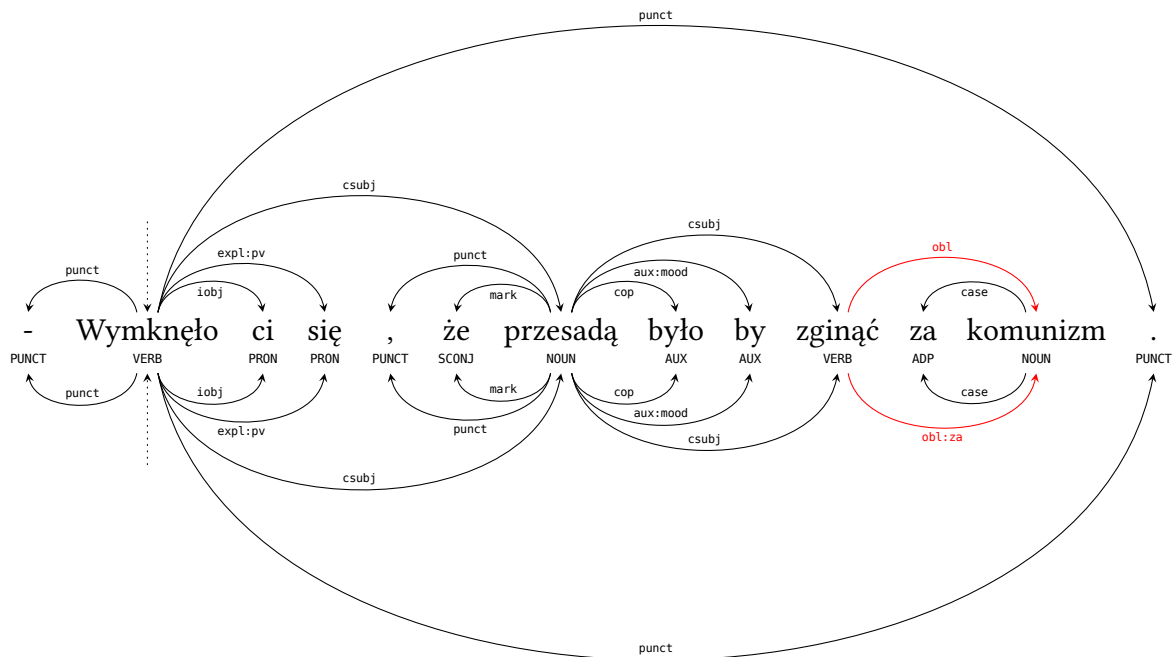 punct
csubj
csubj
expl:pv punct aux:mood obl
punct iobj mark cop case
- Wymknęło ci się , że przesadą było by zginąć za komunizm .
PUNCT VERB PRON PRON PUNCT SCONJ NOUN AUX AUX VERB ADP NOUN PUNCT
punct iobj mark cop case
expl:pv punct aux:mood csubj obl:za
csubj
punct